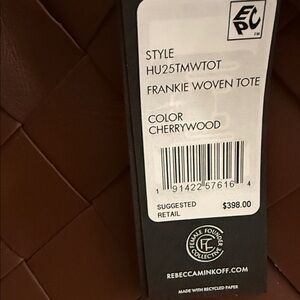 EPC
STYLE
HU25TMWTOT
FRANKIE WOVEN TOTE
COLOR
CHERRYWOOD
1 91422 57616 4
SUGGESTED RETAIL $398.00
FEMALE FOUNDER COLLECTIVE
FFC
REBECCAMINKOFF.COM
MADE WITH RECYCLED PAPER